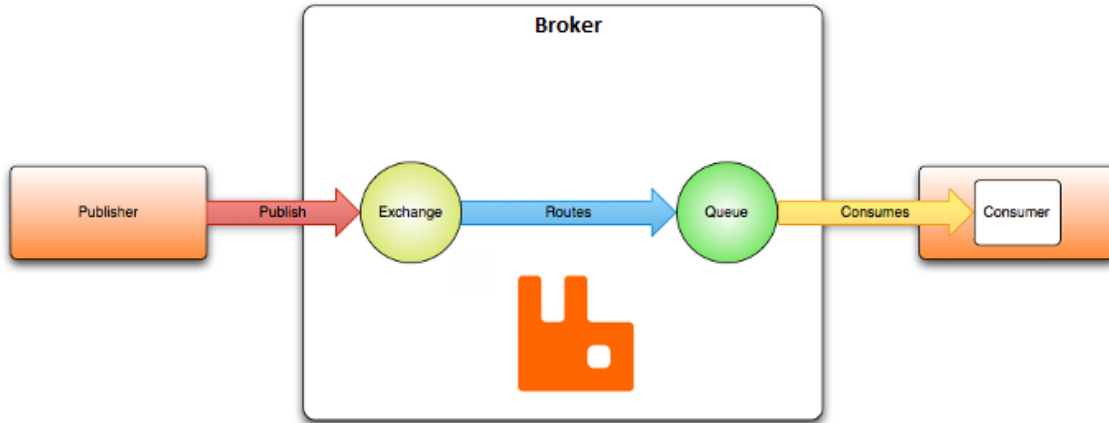 Broker
Publisher
Publish
Exchange
Routes
Queue
Consumes
Consumer